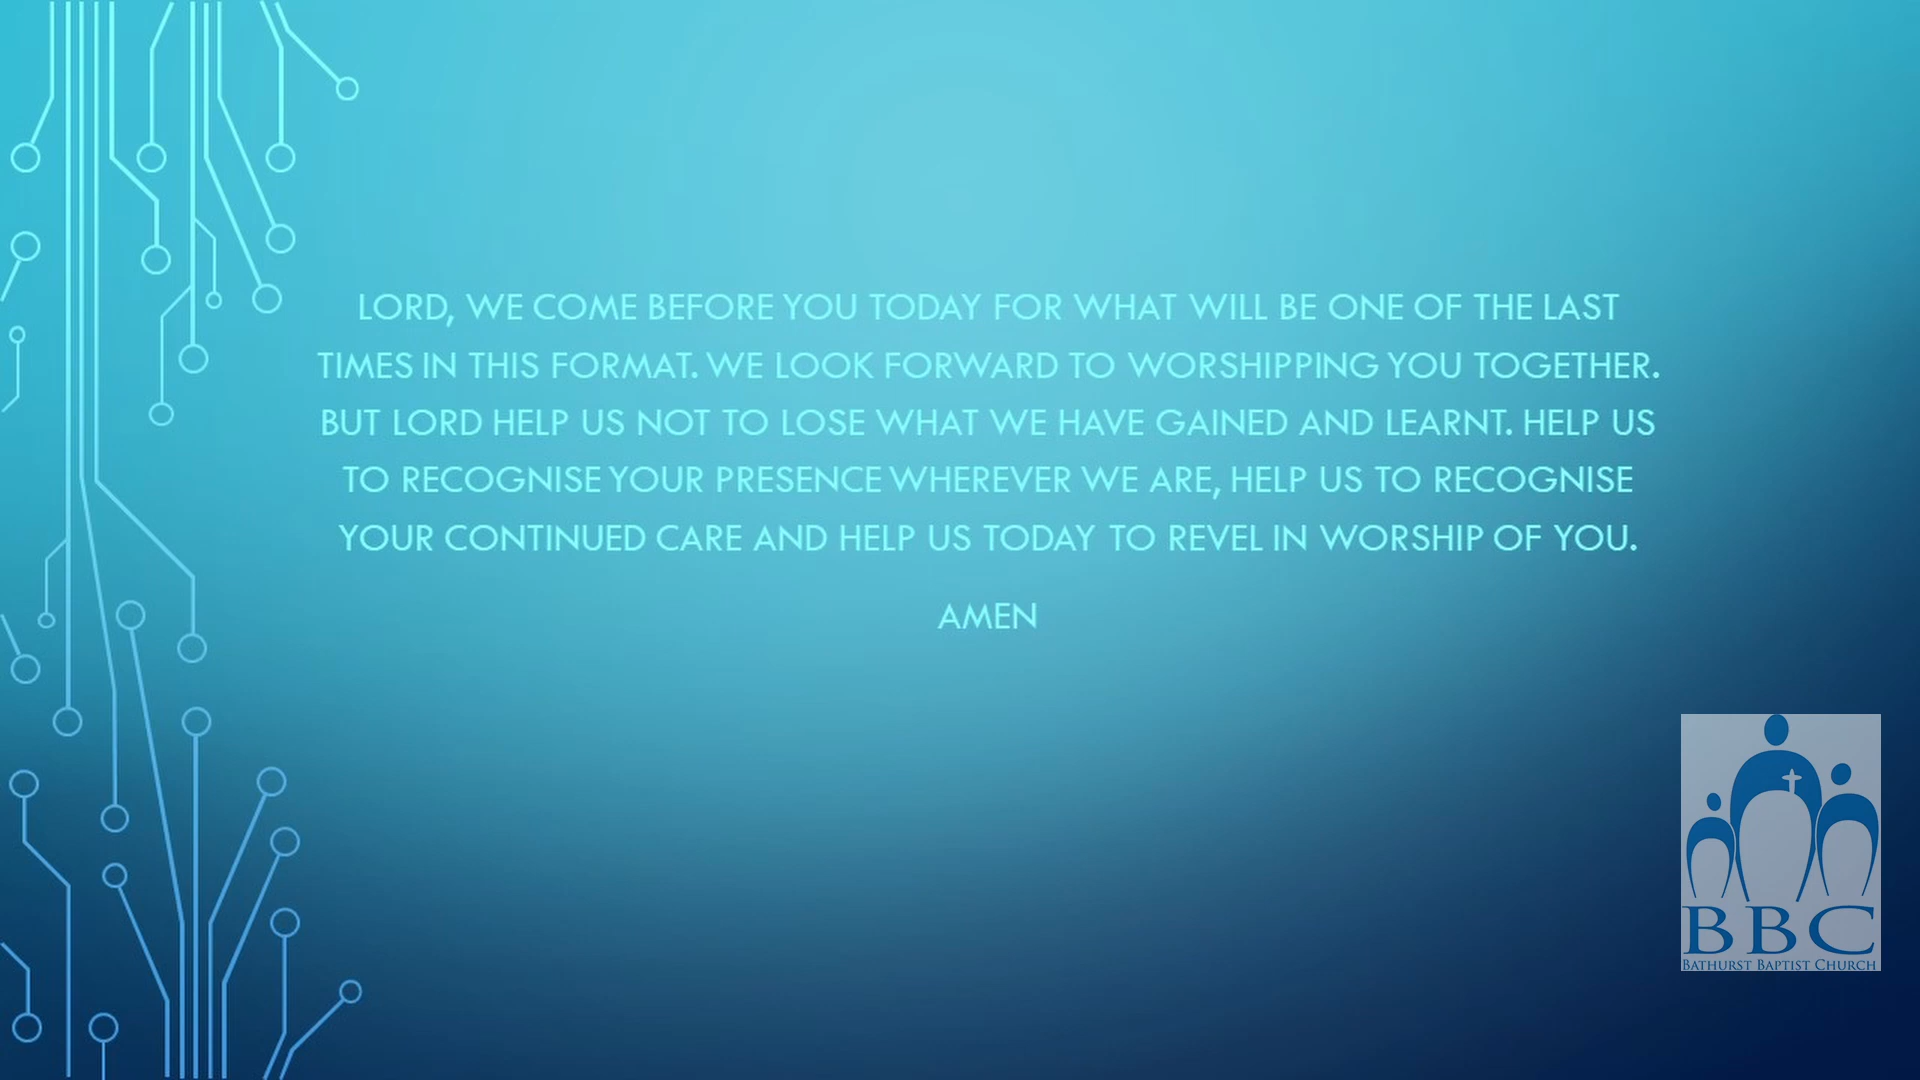 LORD, WE COME BEFORE YOU TODAY FOR WHAT WILL BE ONE OF THE LAST
TIMES IN THIS FORMAT. WE LOOK FORWARD TO WORSHIPPING YOU TOGETHER.
BUT LORD HELP US NOT TO LOSE WHAT WE HAVE GAINED AND LEARNT. HELP US
TO RECOGNISE YOUR PRESENCE WHEREVER WE ARE, HELP US TO RECOGNISE
YOUR CONTINUED CARE AND HELP US TODAY TO REVEL IN WORSHIP OF YOU.
AMEN
BBC
BATHURST BAPTIST CHURCH